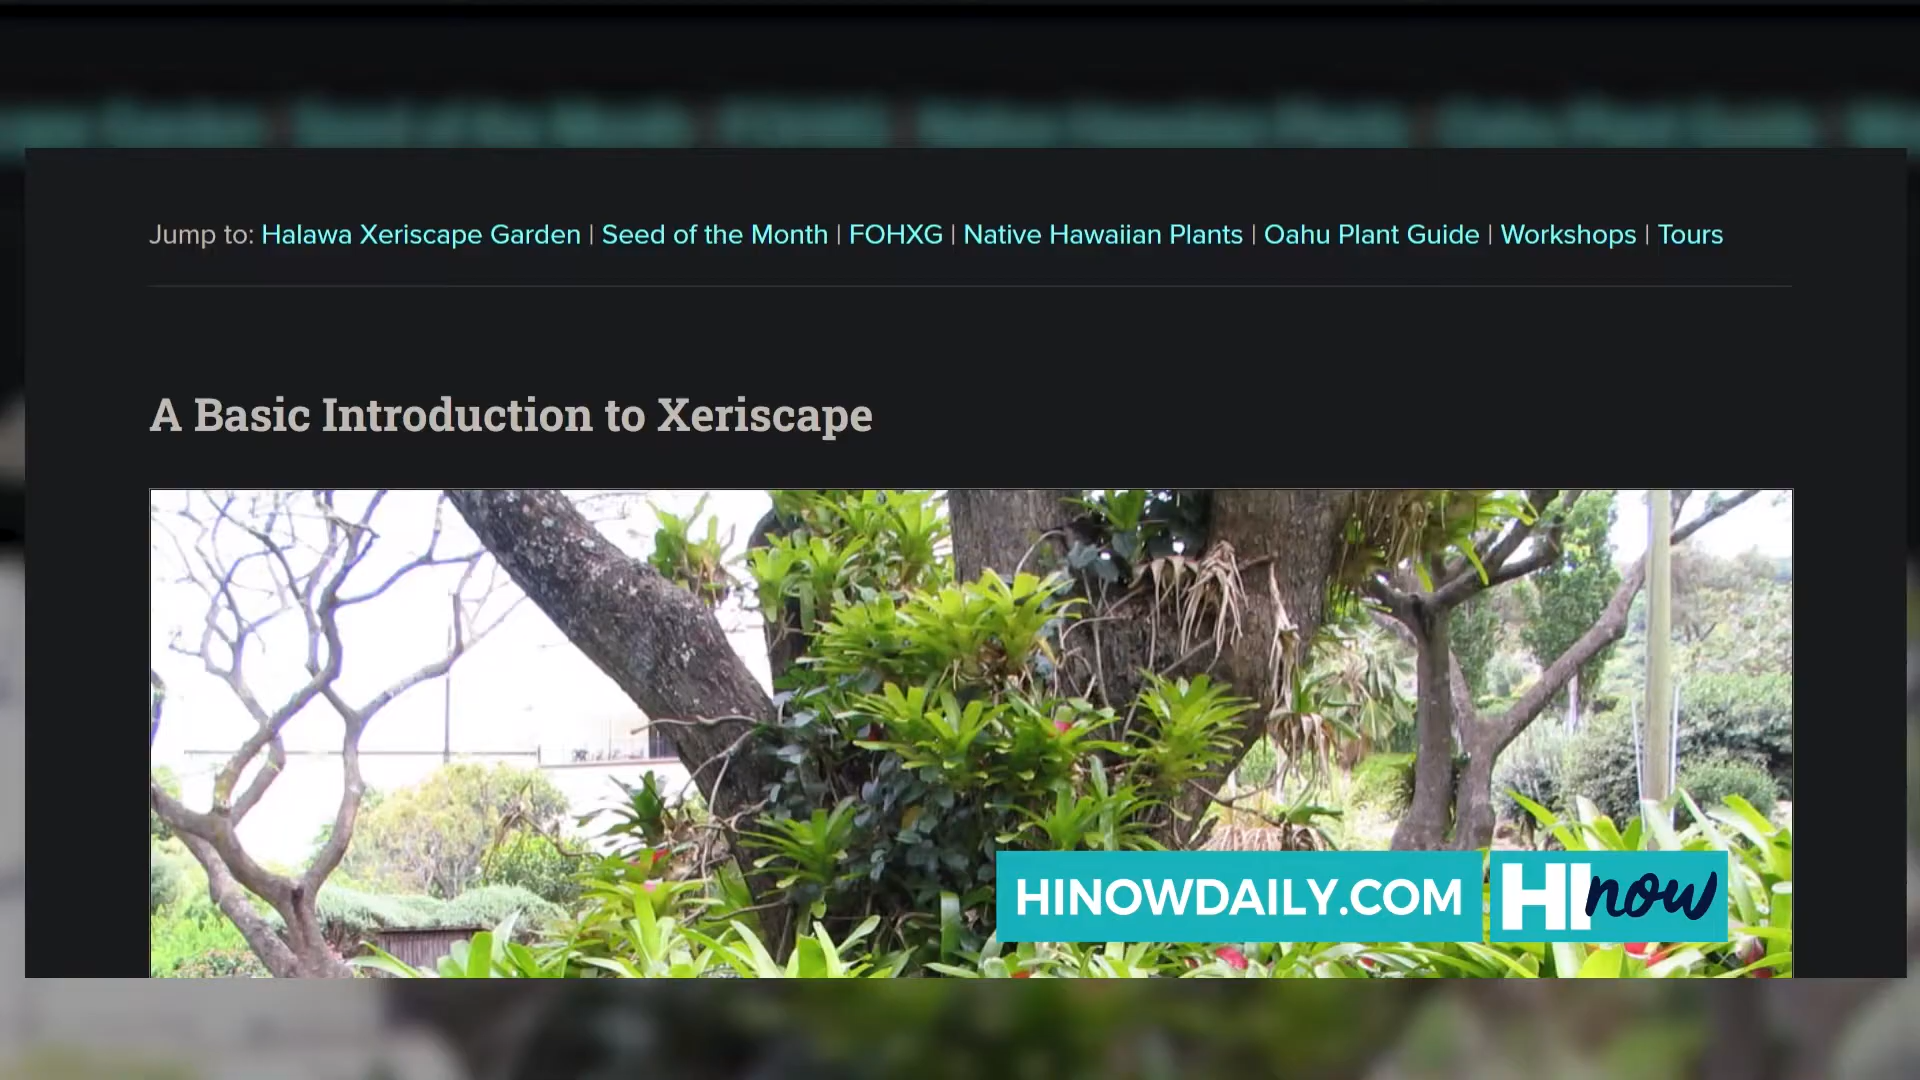 Jump to: Halawa Xeriscape Garden | Seed of the Month | FOHXG | Native Hawaiian Plants | Oahu Plant Guide | Workshops | Tours
A Basic Introduction to Xeriscape
HINOWDAILY.COM HI now